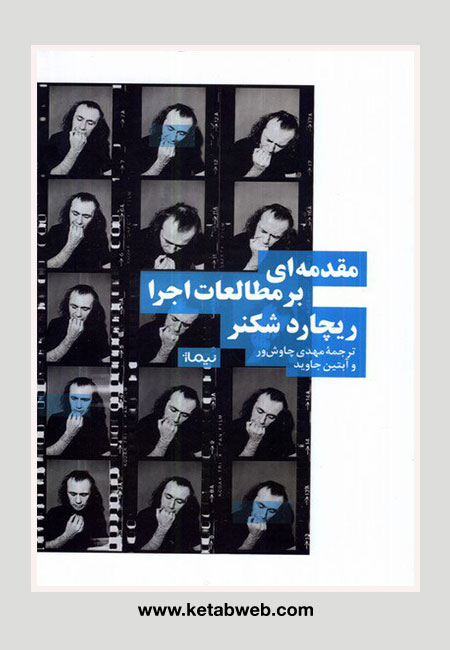 مقدمه‌ای
بر مطالعات اجرا
ریچارد شکنر
ترجمهٔ مهدی چاوش‌ور
و آبتین جاوید
نیماژ
www.ketabweb.com